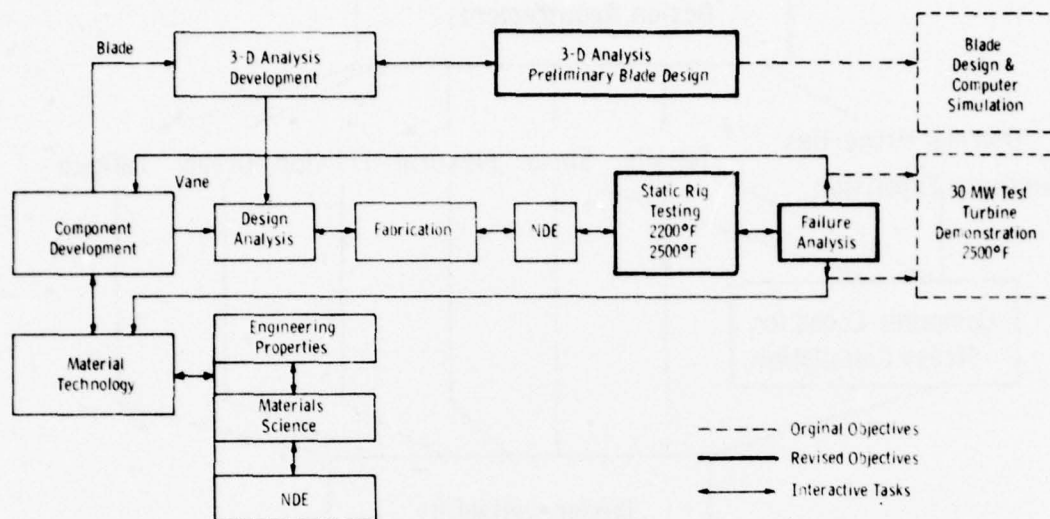 Blade
3-D Analysis
Development
3-D Analysis
Preliminary Blade Design
Blade
Design &
Computer
Simulation
Vane
Component
Development
Design
Analysis
Fabrication
NDE
Static Rig
Testing
2200°F
2500°F
Failure
Analysis
30 MW Test
Turbine
Demonstration
2500°F
Material
Technology
Engineering
Properties
Materials
Science
NDE
Orginal Objectives
Revised Objectives
Interactive Tasks